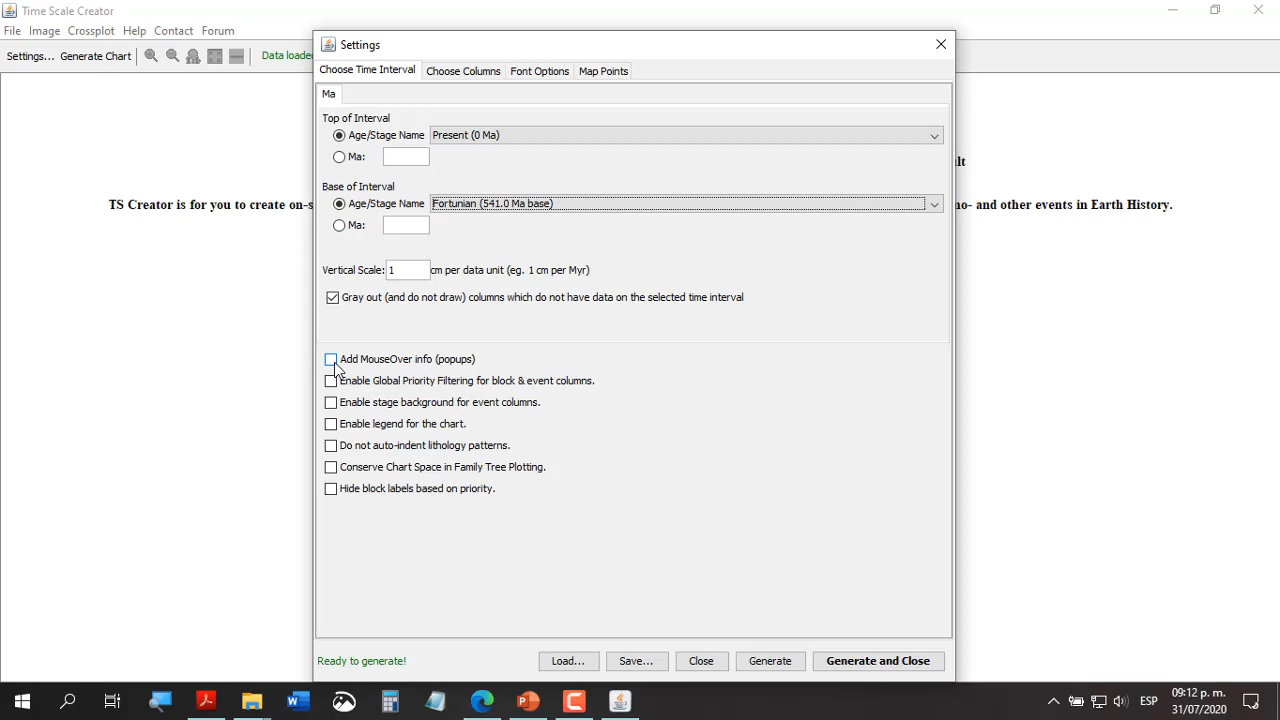 Time Scale Creator
File Image Crossplot Help Contact Forum
Settings... Generate Chart Data loade
Settings
Choose Time Interval Choose Columns Font Options Map Points
Ma
Top of Interval
Age/Stage Name Present (0 Ma)
Ma:
Base of Interval
Age/Stage Name Fortunian (541.0 Ma base)
Ma:
Vertical Scale: 1 cm per data unit (eg. 1 cm per Myr)
Gray out (and do not draw) columns which do not have data on the selected time interval
Add MouseOver info (popups)
Enable Global Priority Filtering for block & event columns.
Enable stage background for event columns.
Enable legend for the chart.
Do not auto-indent lithology patterns.
Conserve Chart Space in Family Tree Plotting.
Hide block labels based on priority.
Ready to generate! Load... Save... Close Generate Generate and Close
lt
TS Creator is for you to create on-s no- and other events in Earth History.
ESP 09:12 p. m.
31/07/2020